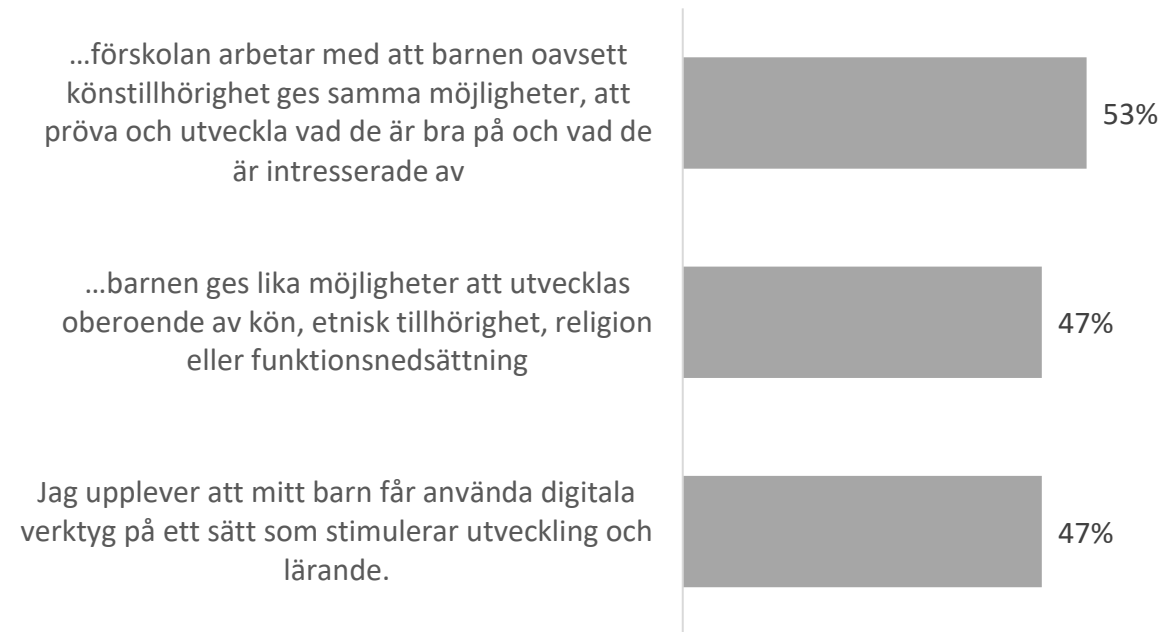 ...förskolan arbetar med att barnen oavsett
könstillhörighet ges samma möjligheter, att
pröva och utveckla vad de är bra på och vad de
är intresserade av
53%
...barnen ges lika möjligheter att utvecklas
oberoende av kön, etnisk tillhörighet, religion
eller funktionsnedsättning
47%
Jag upplever att mitt barn får använda digitala
verktyg på ett sätt som stimulerar utveckling och
lärande.
47%